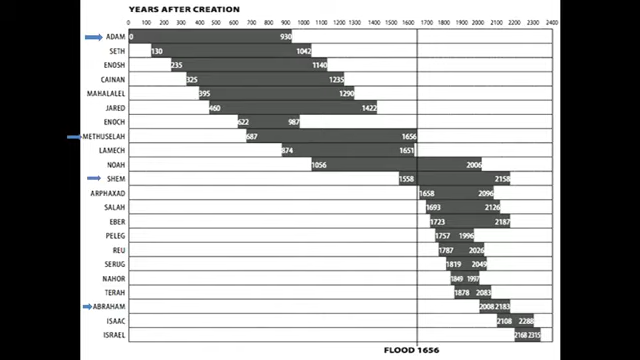 YEARS AFTER CREATION
0 100 200 300 400 500 600 700 800 900 1000 1100 1200 1300 1400 1500 1600 1700 1800 1900 2000 2100 2200 2300 2400
ADAM 0 930
SETH 130 1042
ENOSH 235 1140
CAINAN 325 1235
MAHALALEL 395 1290
JARED 460 1422
ENOCH 622 987
METHUSELAH 687 1656
LAMECH 874 1651
NOAH 1056 2006
SHEM 1558 2158
ARPHAXAD 1658 2096
SALAH 1693 2126
EBER 1723 2187
PELEG 1757 1996
REU 1787 2026
SERUG 1819 2049
NAHOR 1849 1997
TERAH 1878 2083
ABRAHAM 2008 2183
ISAAC 2108 2288
ISRAEL 2168 2315
FLOOD 1656